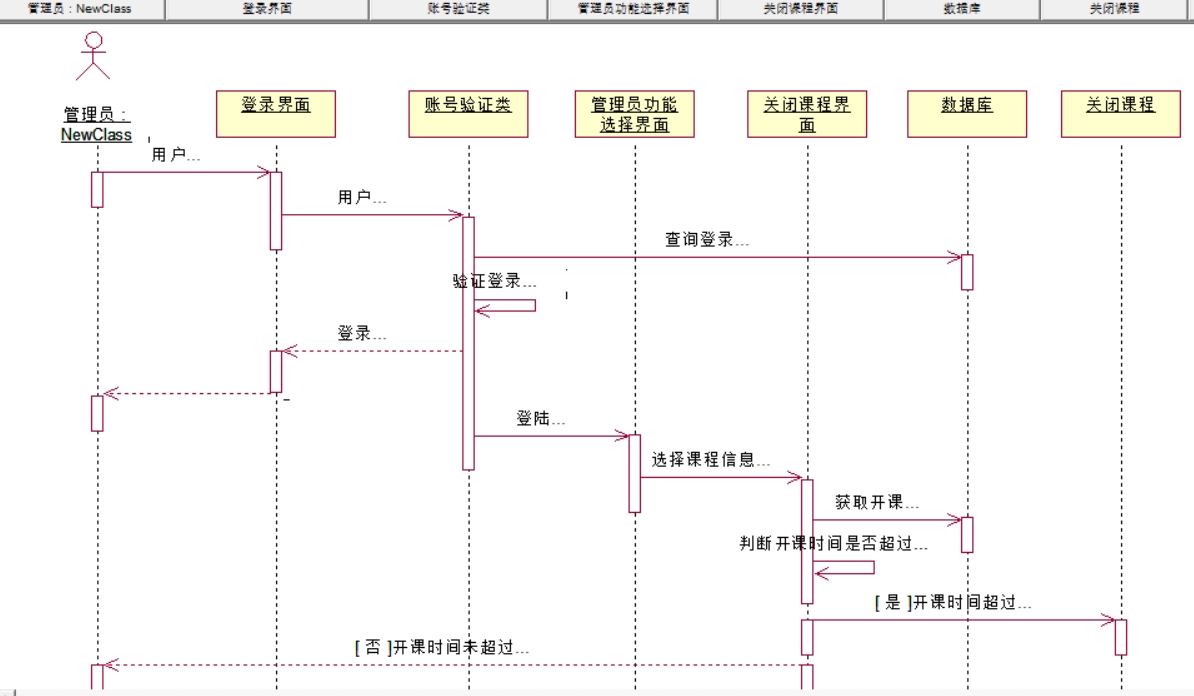 管理员：NewClass
登录界面
账号验证类
管理员功能选择界面
关闭课程界面
数据库
关闭课程
管理员：
NewClass
登录界面
账号验证类
管理员功能
选择界面
关闭课程界
面
数据库
关闭课程
用户...
用户...
查询登录...
验证登录...
登录...
登陆...
选择课程信息...
获取开课...
判断开课时间是否超过...
[ 是 ]开课时间超过...
[ 否 ]开课时间未超过...